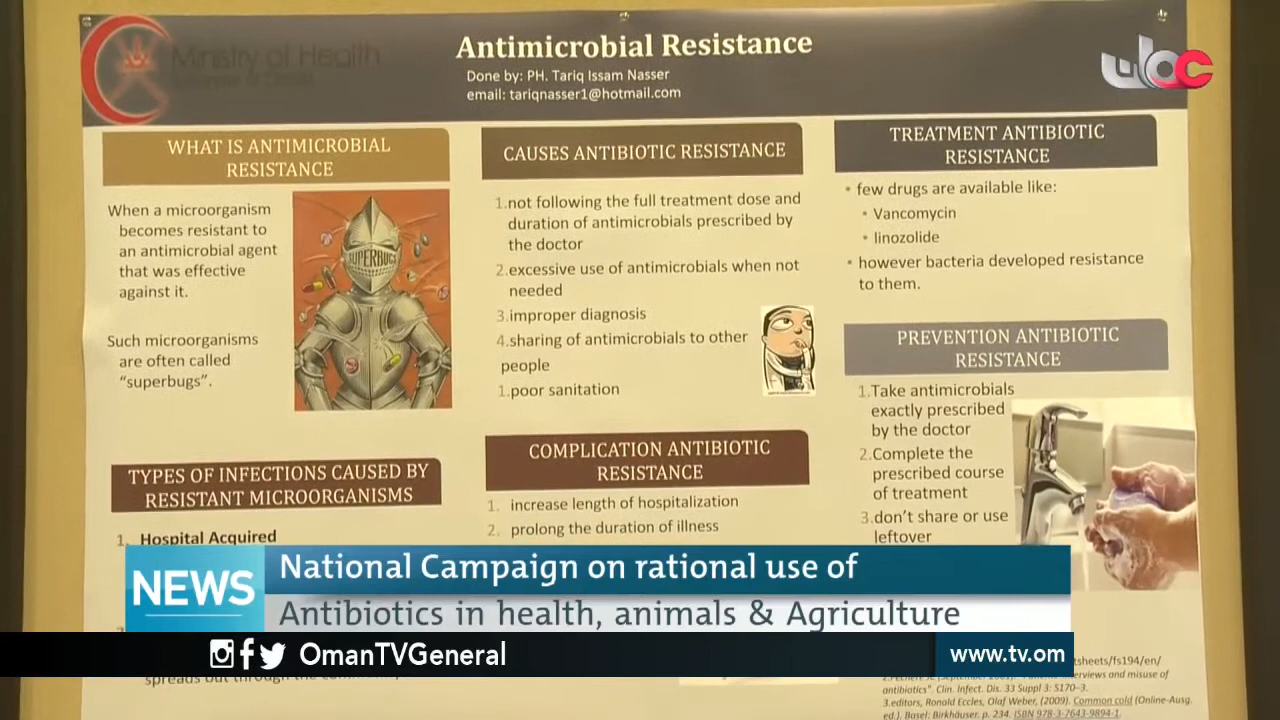 Ministry of Health
Antimicrobial Resistance
Done by: PH. Tariq Issam Nasser
email: tariqnasser1@hotmail.com
WHAT IS ANTIMICROBIAL
RESISTANCE
When a microorganism
becomes resistant to
an antimicrobial agent
that was effective
against it.
Such microorganisms
are often called
“superbugs”.
SUPERBUGS
TYPES OF INFECTIONS CAUSED BY
RESISTANT MICROORGANISMS
1. Hospital Acquired
CAUSES ANTIBIOTIC RESISTANCE
1.not following the full treatment dose and
duration of antimicrobials prescribed by
the doctor
2.excessive use of antimicrobials when not
needed
3.improper diagnosis
4.sharing of antimicrobials to other
people
1.poor sanitation
COMPLICATION ANTIBIOTIC
RESISTANCE
1. increase length of hospitalization
2. prolong the duration of illness
TREATMENT ANTIBIOTIC
RESISTANCE
• few drugs are available like:
• Vancomycin
• linozolide
• however bacteria developed resistance
to them.
PREVENTION ANTIBIOTIC
RESISTANCE
1.Take antimicrobials
exactly prescribed
by the doctor
2.Complete the
prescribed course
of treatment
3.don’t share or use
leftover
tsheets/fs194/en/
erviews and misuse of
antibiotics". Clin. Infect. Dis. 33 Suppl 3: S170–3.
3.editors, Ronald Eccles, Olaf Weber, (2009). Common cold (Online-Ausg.
ed.). Basel: Birkhäuser. p. 234. ISBN 978-3-7643-9894-1.
NEWS
National Campaign on rational use of
Antibiotics in health, animals & Agriculture
OmanTVGeneral
www.tv.om